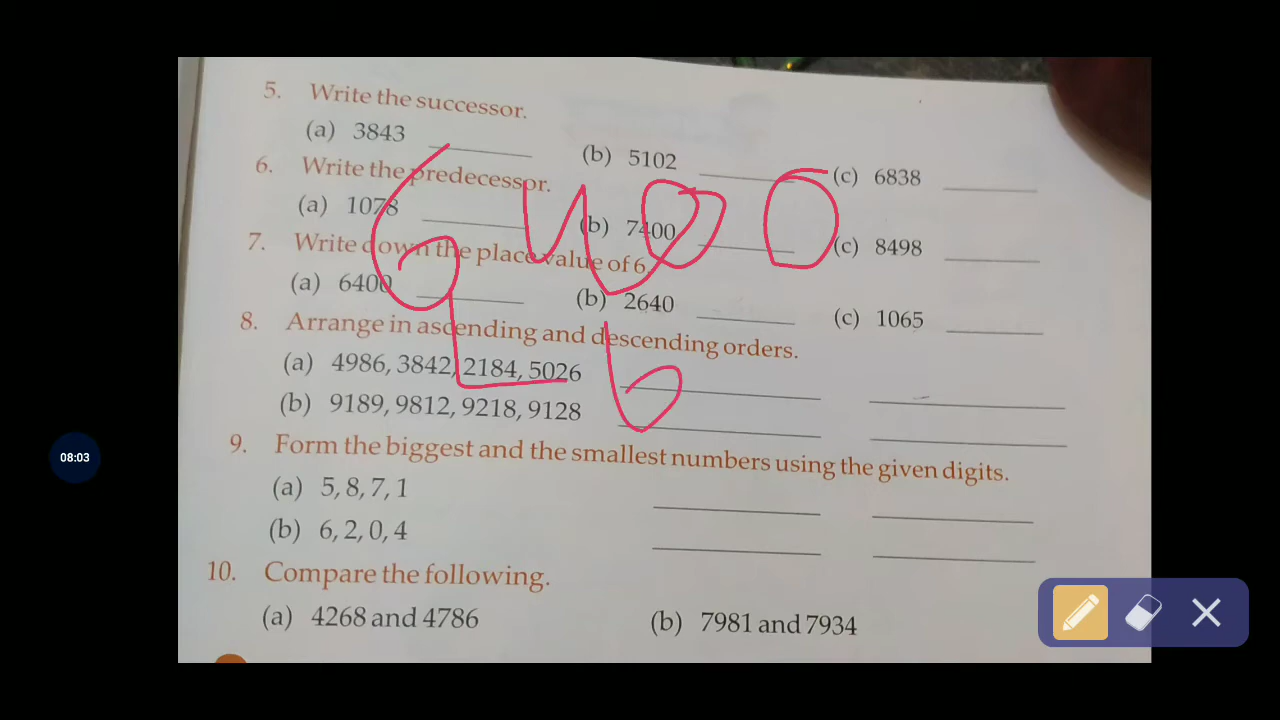 5. Write the successor.
(a) 3843 (b) 5102 (c) 6838
6. Write the predecessor.
(a) 1078 (b) 7400 (c) 8498
7. Write down the place value of 6.
(a) 6400 (b) 2640 (c) 1065
6400
8. Arrange in ascending and descending orders.
(a) 4986, 3842, 2184, 5026
6
(b) 9189, 9812, 9218, 9128
9. Form the biggest and the smallest numbers using the given digits.
08:03
(a) 5, 8, 7, 1
(b) 6, 2, 0, 4
10. Compare the following.
(a) 4268 and 4786 (b) 7981 and 7934